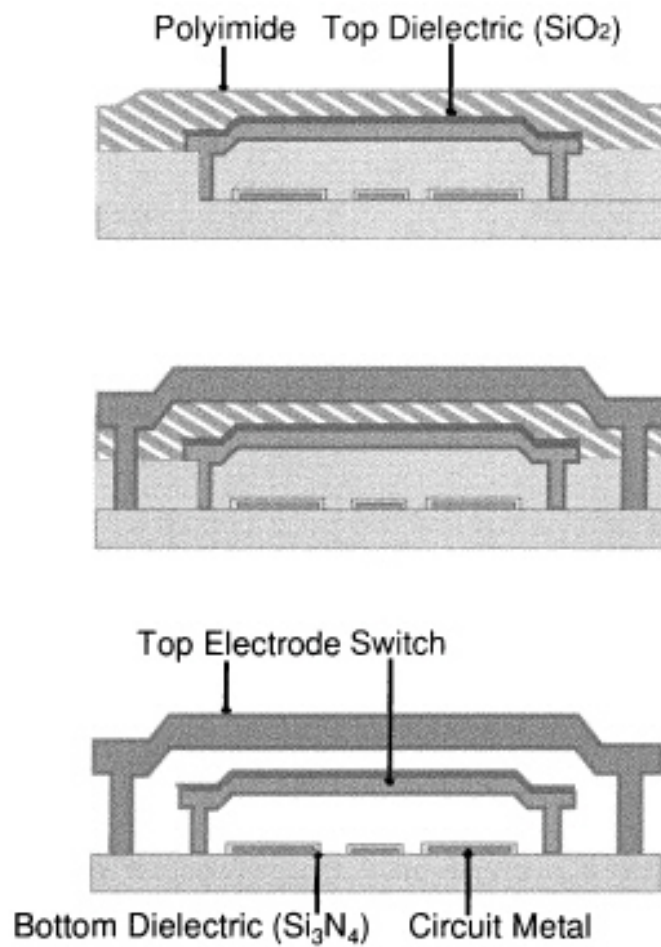 Polyimide Top Dielectric (SiO₂)
Top Electrode Switch
Bottom Dielectric (Si₃N₄) Circuit Metal